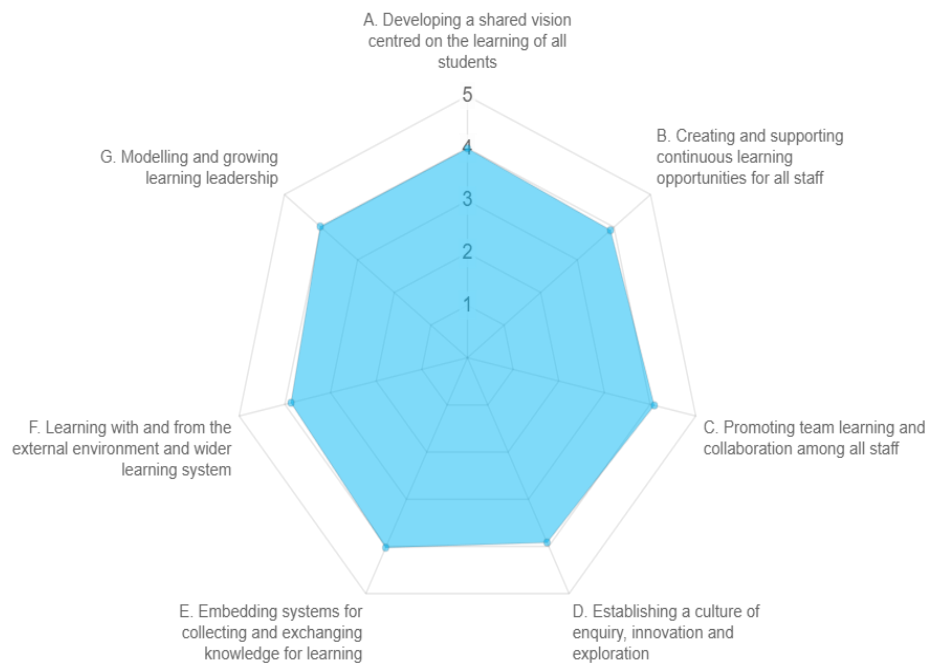 A. Developing a shared vision
centred on the learning of all
students
5
4
3
2
1
B. Creating and supporting
continuous learning
opportunities for all staff
C. Promoting team learning and
collaboration among all staff
D. Establishing a culture of
enquiry, innovation and
exploration
E. Embedding systems for
collecting and exchanging
knowledge for learning
F. Learning with and from the
external environment and wider
learning system
G. Modelling and growing
learning leadership